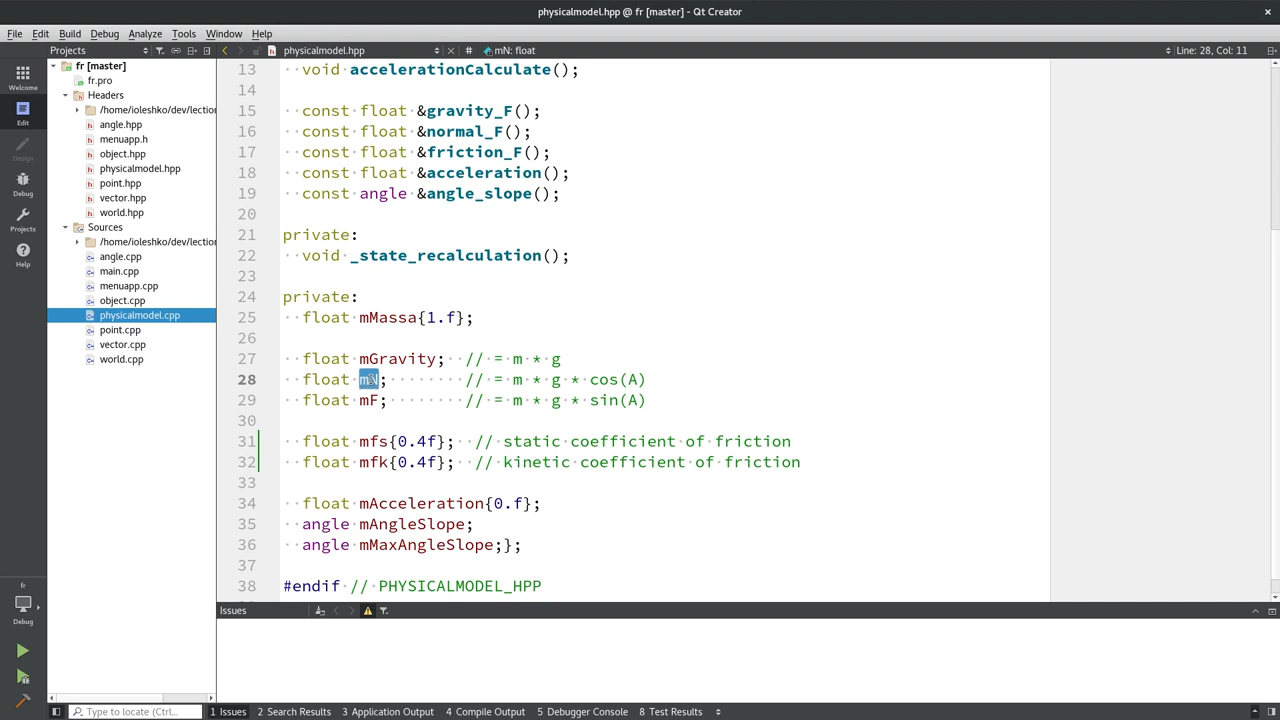 physicalmodel.hpp @ fr [master] - Qt Creator
File Edit Build Debug Analyze Tools Window Help
Projects
physicalmodel.hpp
#
mN: float
Line: 28, Col: 11
Welcome
Edit
Design
Debug
Projects
Help
fr
Debug
fr [master]
fr.pro
Headers
/home/ioleshko/dev/lection
angle.hpp
menuapp.h
object.hpp
physicalmodel.hpp
point.hpp
vector.hpp
world.hpp
Sources
/home/ioleshko/dev/lection
angle.cpp
main.cpp
menuapp.cpp
object.cpp
physicalmodel.cpp
point.cpp
vector.cpp
world.cpp
13 void accelerationCalculate();
14
15 const float &gravity_F();
16 const float &normal_F();
17 const float &friction_F();
18 const float &acceleration();
19 const angle &angle_slope();
20
21 private:
22 void _state_recalculation();
23
24 private:
25 float mMassa{1.f};
26
27 float mGravity; // = m * g
28 float mN; // = m * g * cos(A)
29 float mF; // = m * g * sin(A)
30
31 float mfs{0.4f}; // static coefficient of friction
32 float mfk{0.4f}; // kinetic coefficient of friction
33
34 float mAcceleration{0.f};
35 angle mAngleSlope;
36 angle mMaxAngleSlope;};
37
38 #endif // PHYSICALMODEL_HPP
Issues
Type to locate (Ctrl+...)
1 Issues 2 Search Results 3 Application Output 4 Compile Output 5 Debugger Console 8 Test Results